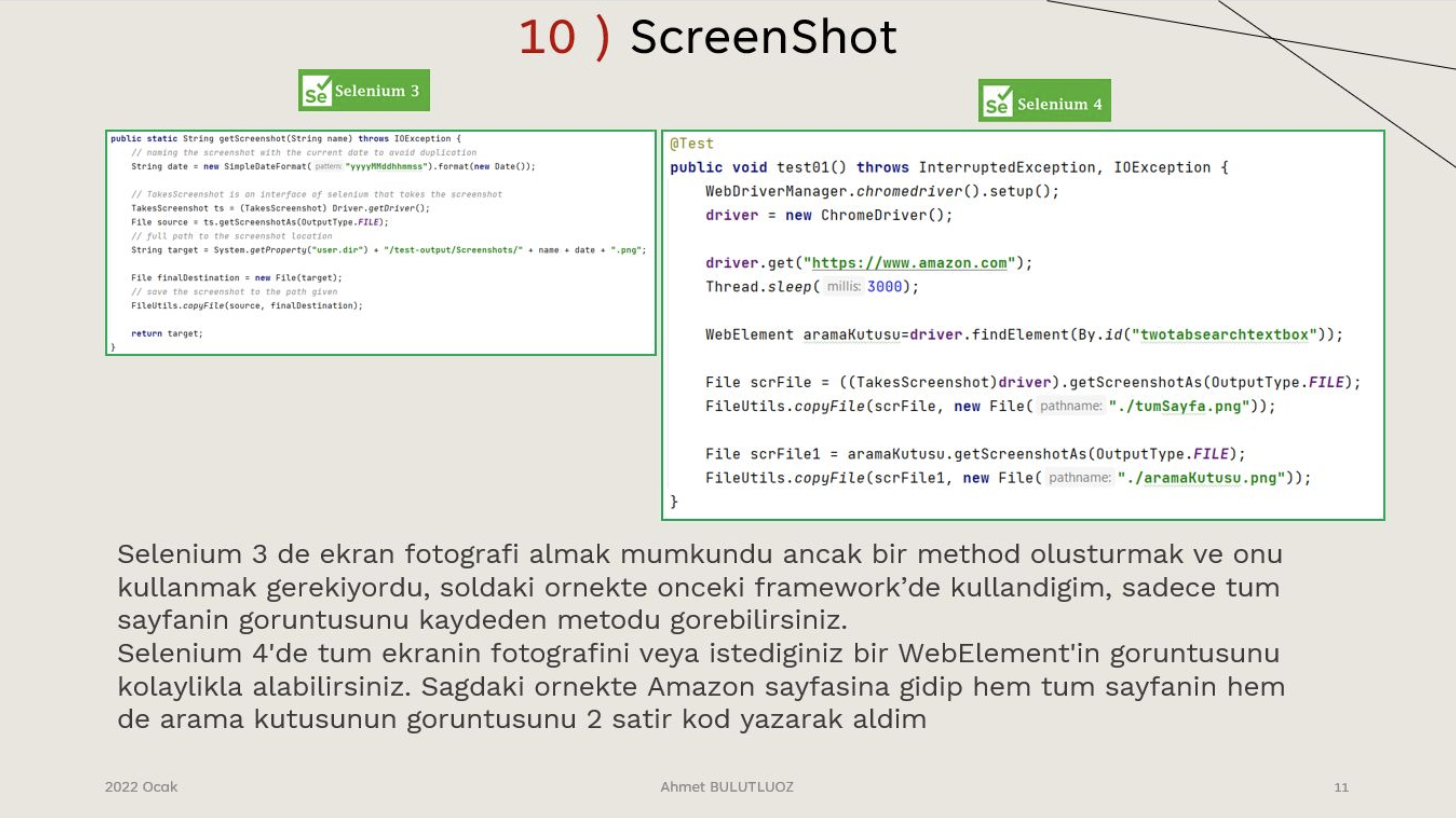 10 ) ScreenShot
Se Selenium 3
Se Selenium 4
public static String getScreenshot(String name) throws IOException {
// naming the screenshot with the current date to avoid duplication
String date = new SimpleDateFormat( pattern: "yyyyMMddhhmmss").format(new Date());
// TakesScreenshot is an interface of selenium that takes the screenshot
TakesScreenshot ts = (TakesScreenshot) Driver.getDriver();
File source = ts.getScreenshotAs(OutputType.FILE);
// full path to the screenshot location
String target = System.getProperty("user.dir") + "/test-output/Screenshots/" + name + date + ".png";
File finalDestination = new File(target);
// save the screenshot to the path given
FileUtils.copyFile(source, finalDestination);
return target;
}
@Test
public void test01() throws InterruptedException, IOException {
WebDriverManager.chromedriver().setup();
driver = new ChromeDriver();
driver.get("https://www.amazon.com");
Thread.sleep( millis: 3000);
WebElement aramaKutusu=driver.findElement(By.id("twotabsearchtextbox"));
File scrFile = ((TakesScreenshot)driver).getScreenshotAs(OutputType.FILE);
FileUtils.copyFile(scrFile, new File( pathname: "./tumSayfa.png"));
File scrFile1 = aramaKutusu.getScreenshotAs(OutputType.FILE);
FileUtils.copyFile(scrFile1, new File( pathname: "./aramaKutusu.png"));
}
Selenium 3 de ekran fotografi almak mumkundu ancak bir method olusturmak ve onu
kullanmak gerekiyordu, soldaki ornekte onceki framework’de kullandigim, sadece tum
sayfanin goruntusunu kaydeden metodu gorebilirsiniz.
Selenium 4'de tum ekranin fotografini veya istediginiz bir WebElement'in goruntusunu
kolaylikla alabilirsiniz. Sagdaki ornekte Amazon sayfasina gidip hem tum sayfanin hem
de arama kutusunun goruntusunu 2 satir kod yazarak aldim
2022 Ocak
Ahmet BULUTLUOZ
11